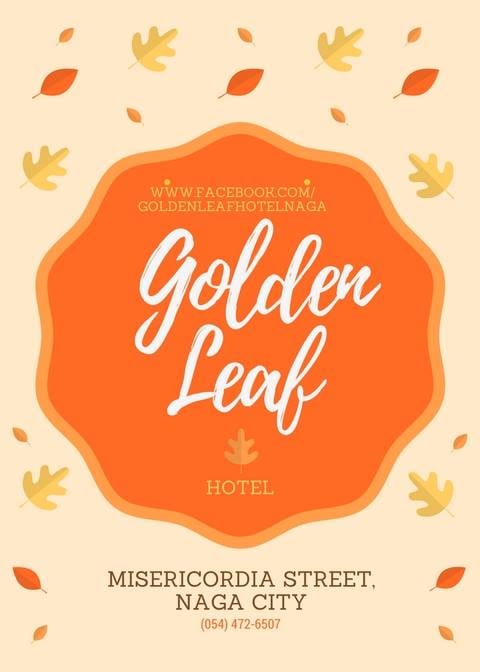 WWW.FACEBOOK.COM/
GOLDENLEAFHOTELNAGA
Golden
Leaf
HOTEL
MISERICORDIA STREET,
NAGA CITY
(054) 472-6507